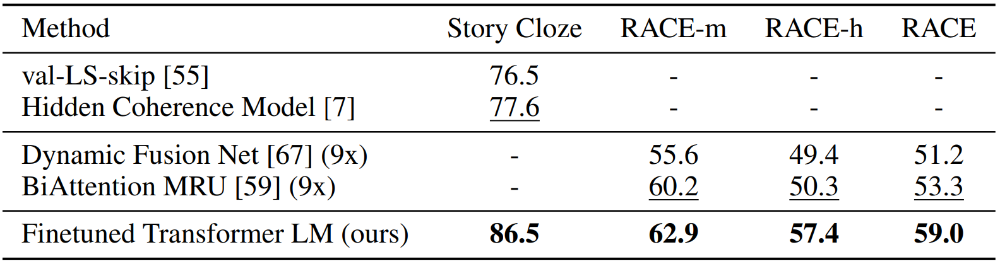 Method Story Cloze RACE-m RACE-h RACE
val-LS-skip [55] 76.5 - - -
Hidden Coherence Model [7] 77.6 - - -
Dynamic Fusion Net [67] (9x) - 55.6 49.4 51.2
BiAttention MRU [59] (9x) - 60.2 50.3 53.3
Finetuned Transformer LM (ours) 86.5 62.9 57.4 59.0